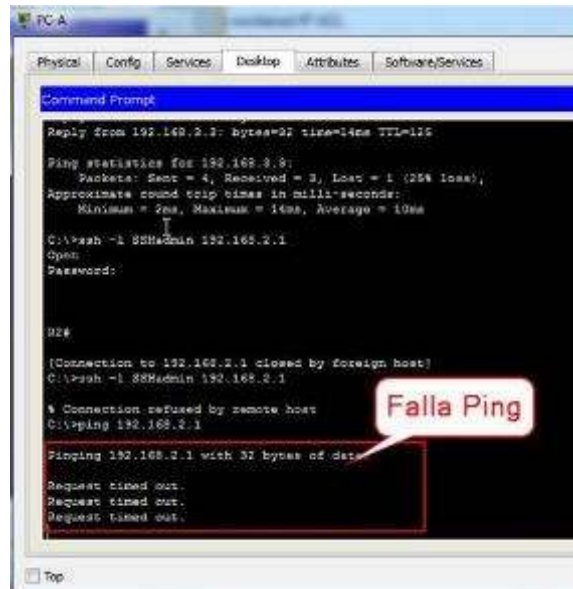 PC-A
Physical Config Services Desktop Attributes Software/Services
Command Prompt
Reply from 192.168.3.3: bytes=32 time=14ms TTL=125
Ping statistics for 192.168.3.3:
Packets: Sent = 4, Received = 3, Lost = 1 (25% loss),
Approximate round trip times in milli-seconds:
Minimum = 2ms, Maximum = 14ms, Average = 10ms
C:\>ssh -l SSHadmin 192.168.2.1
Open
Password:
R2#
[Connection to 192.168.2.1 closed by foreign host]
C:\>ssh -l SSHadmin 192.168.2.1
% Connection refused by remote host
C:\>ping 192.168.2.1
Falla Ping
Pinging 192.168.2.1 with 32 bytes of data
Request timed out.
Request timed out.
Request timed out.
Top